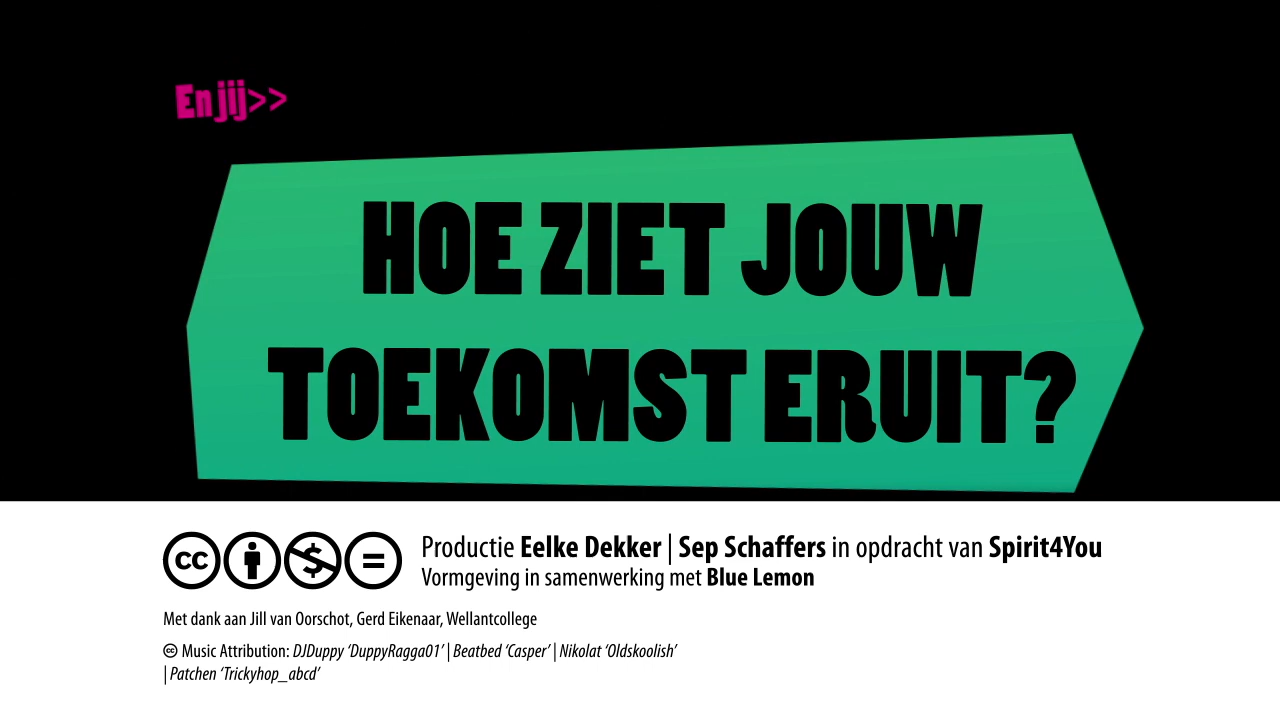 En jij>>
HOE ZIET JOUW
TOEKOMST ERUIT?
cc $ =
Productie Eelke Dekker | Sep Schaffers in opdracht van Spirit4You
Vormgeving in samenwerking met Blue Lemon
Met dank aan Jill van Oorschot, Gerd Eikenaar, Wellantcollege
cc Music Attribution: DJDuppy ‘DuppyRagga01’ | Beatbed ‘Casper’ | Nikolat ‘Oldskoolish’
| Patchen ‘Trickyhop_abcd’